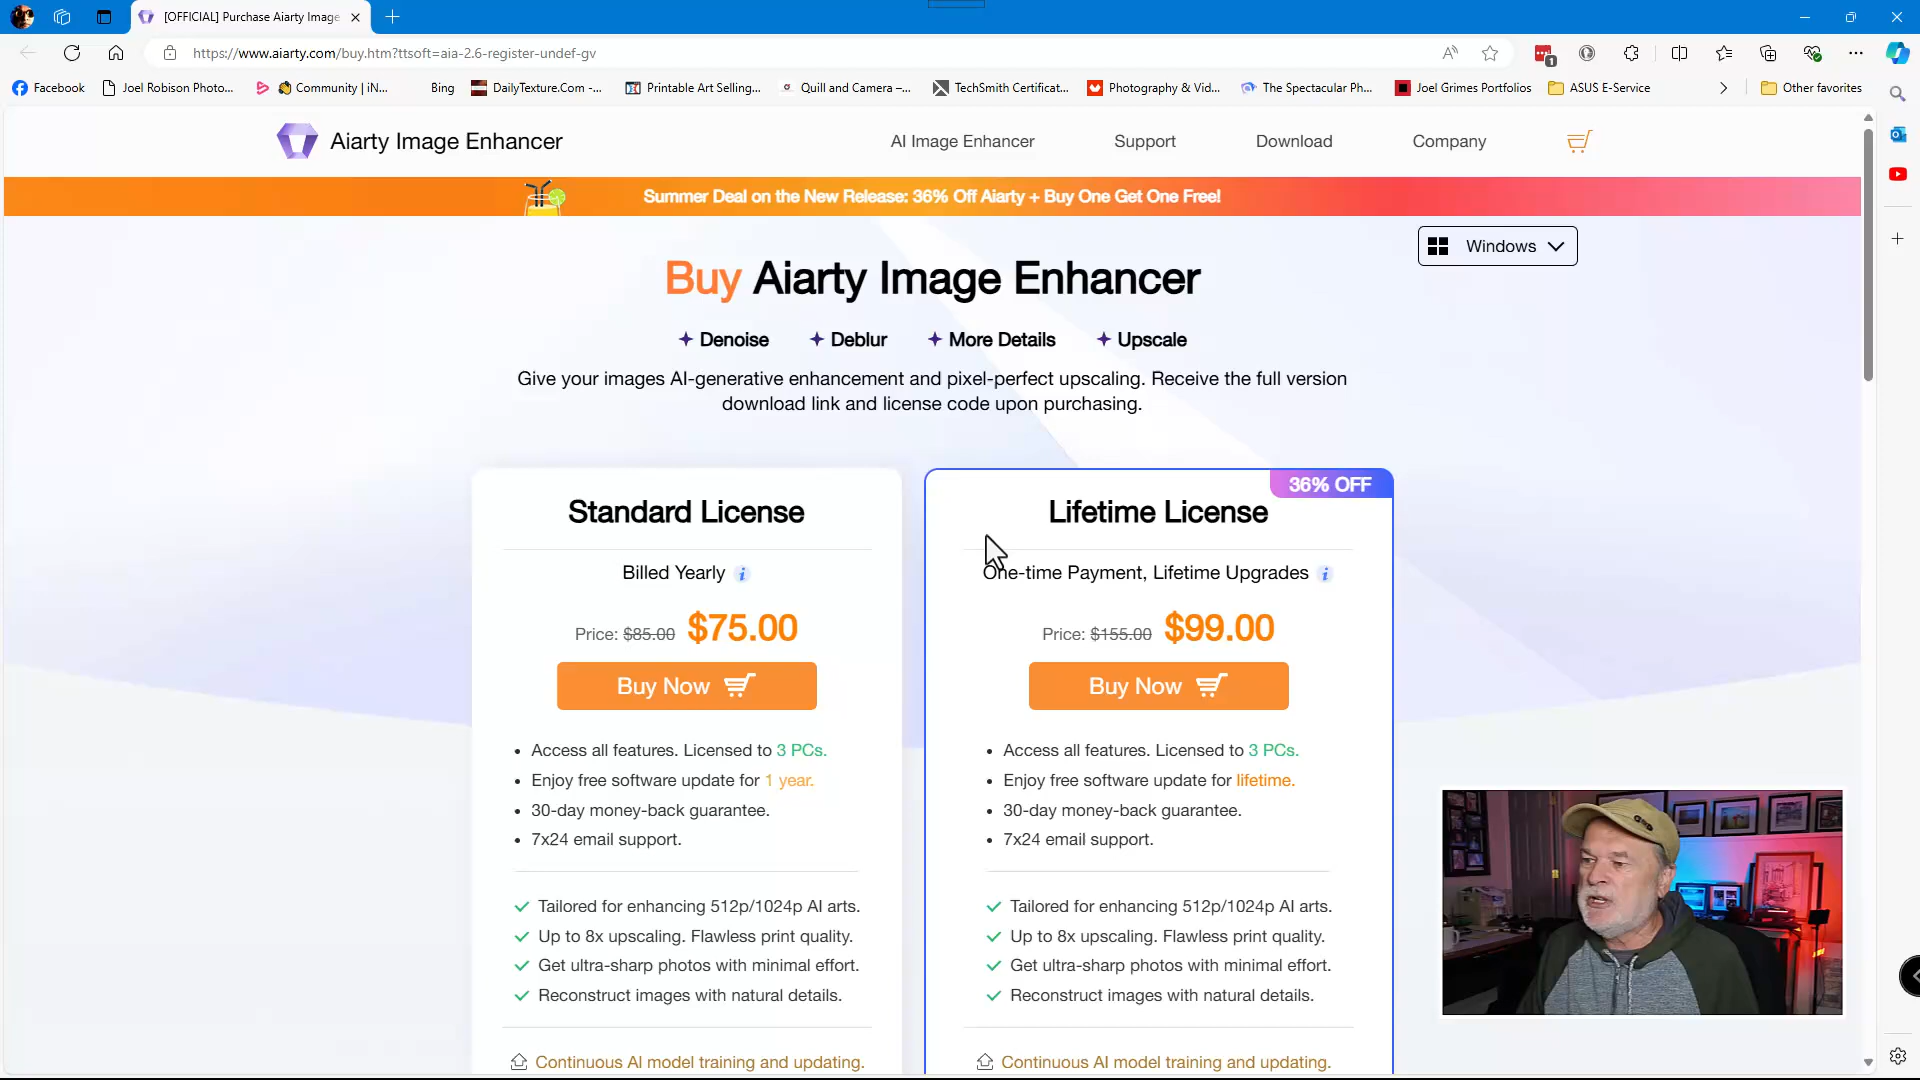 [OFFICIAL] Purchase Aiarty Image
https://www.aiarty.com/buy.htm?ttsoft=aia-2.6-register-undef-gv
1
Facebook
Joel Robison Photo...
Community | iN...
Bing
DailyTexture.Com -...
Printable Art Selling...
Quill and Camera –...
TechSmith Certificat...
Photography & Vid...
The Spectacular Ph...
Joel Grimes Portfolios
ASUS E-Service
Other favorites
Aiarty Image Enhancer
AI Image Enhancer
Support
Download
Company
Summer Deal on the New Release: 36% Off Aiarty + Buy One Get One Free!
Windows
Buy Aiarty Image Enhancer
Denoise
Deblur
More Details
Upscale
Give your images AI-generative enhancement and pixel-perfect upscaling. Receive the full version
download link and license code upon purchasing.
Standard License
Billed Yearly
Price: $85.00 $75.00
Buy Now
• Access all features. Licensed to 3 PCs.
• Enjoy free software update for 1 year.
• 30-day money-back guarantee.
• 7x24 email support.
Tailored for enhancing 512p/1024p AI arts.
Up to 8x upscaling. Flawless print quality.
Get ultra-sharp photos with minimal effort.
Reconstruct images with natural details.
Continuous AI model training and updating.
36% OFF
Lifetime License
One-time Payment, Lifetime Upgrades
Price: $155.00 $99.00
Buy Now
• Access all features. Licensed to 3 PCs.
• Enjoy free software update for lifetime.
• 30-day money-back guarantee.
• 7x24 email support.
Tailored for enhancing 512p/1024p AI arts.
Up to 8x upscaling. Flawless print quality.
Get ultra-sharp photos with minimal effort.
Reconstruct images with natural details.
Continuous AI model training and updating.